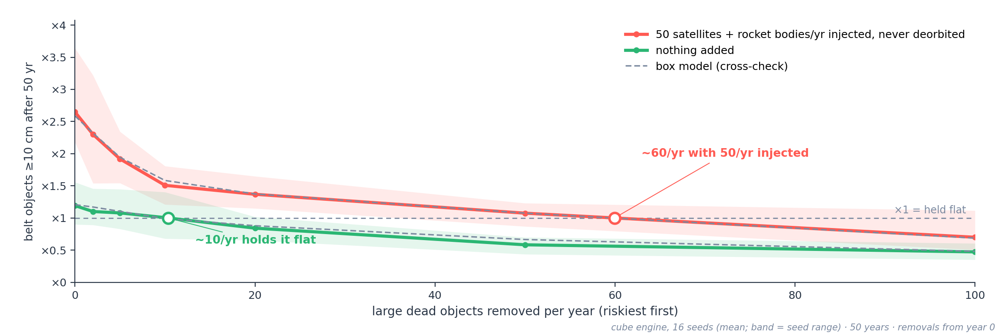 ×4
×3.5
×3
×2.5
×2
×1.5
×1
×0.5
×0
belt objects ≥10 cm after 50 yr
50 satellites + rocket bodies/yr injected, never deorbited
nothing added
box model (cross-check)
~60/yr with 50/yr injected
×1 = held flat
~10/yr holds it flat
0 20 40 60 80 100
large dead objects removed per year (riskiest first)
cube engine, 16 seeds (mean; band = seed range) · 50 years · removals from year 0